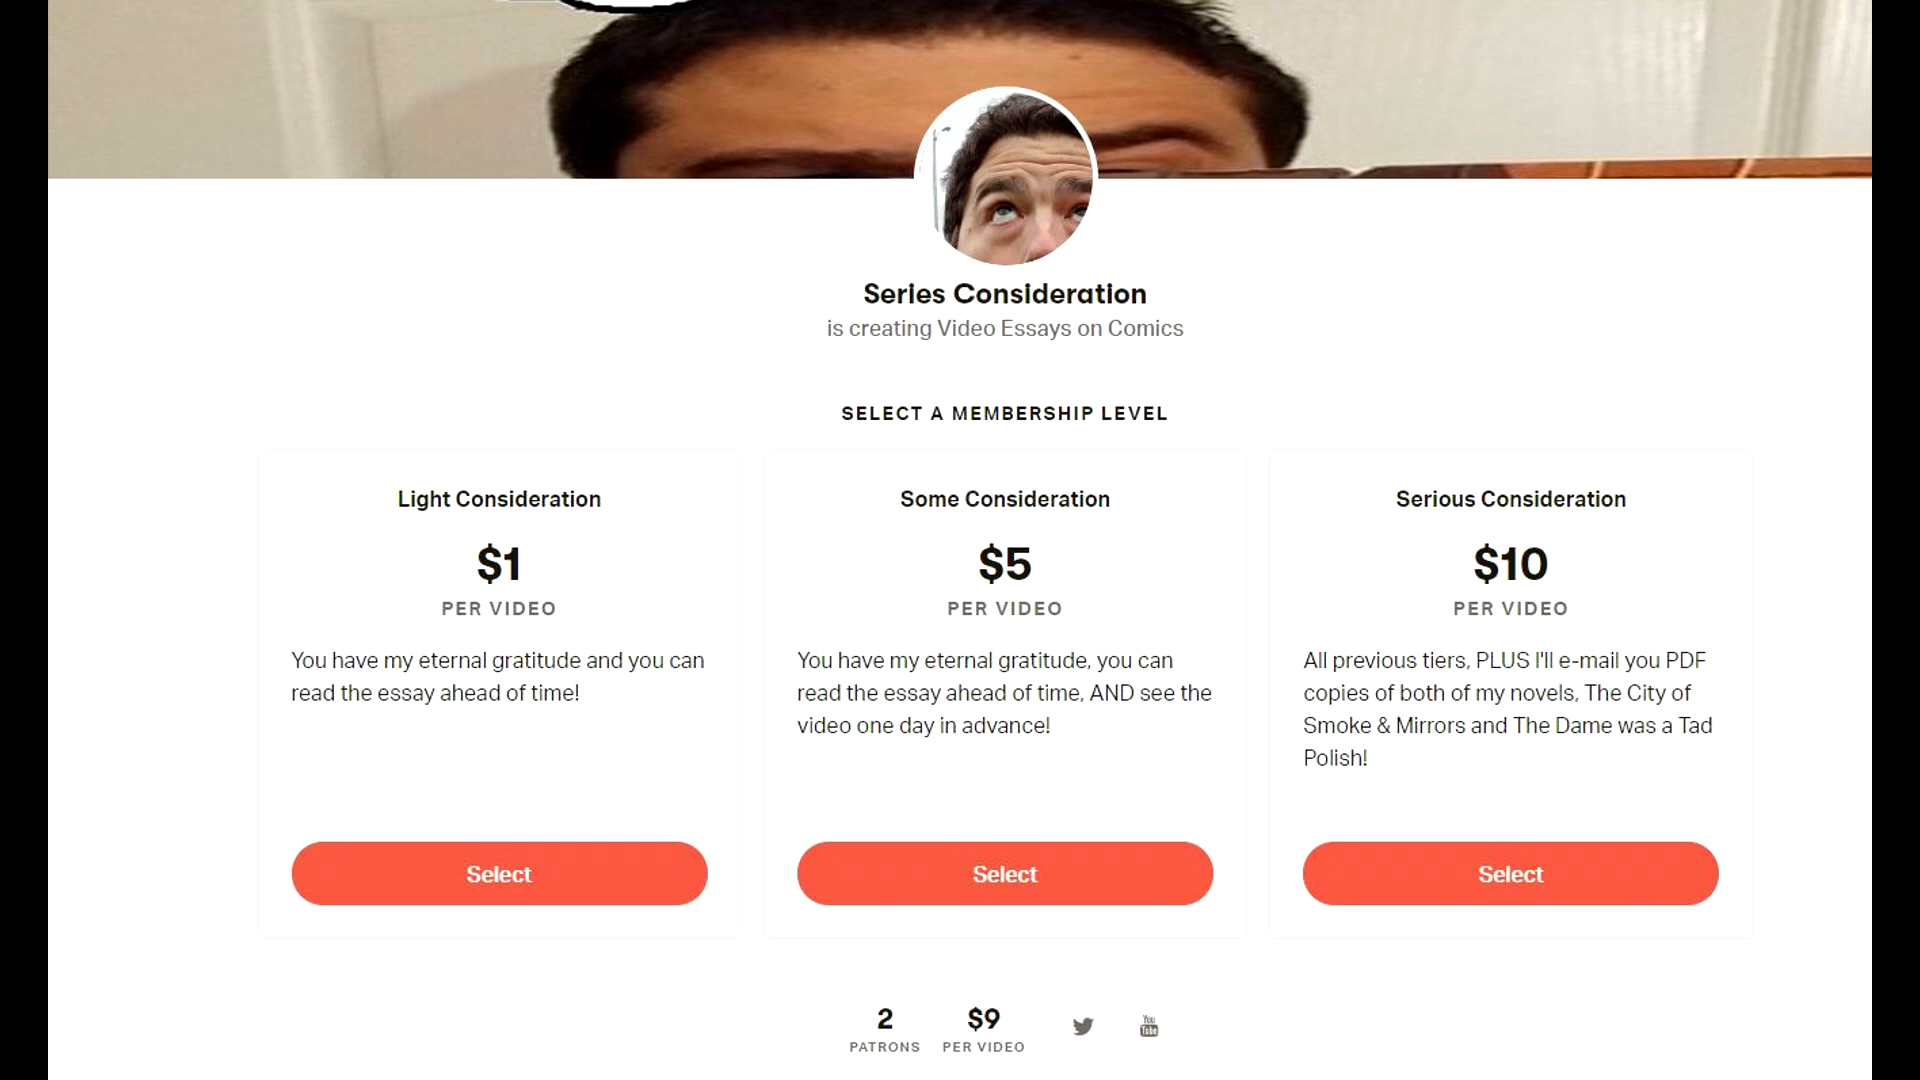 Series Consideration
is creating Video Essays on Comics
SELECT A MEMBERSHIP LEVEL
Light Consideration
$1
PER VIDEO
You have my eternal gratitude and you can
read the essay ahead of time!
Select
Some Consideration
$5
PER VIDEO
You have my eternal gratitude, you can
read the essay ahead of time, AND see the
video one day in advance!
Select
Serious Consideration
$10
PER VIDEO
All previous tiers, PLUS I'll e-mail you PDF
copies of both of my novels, The City of
Smoke & Mirrors and The Dame was a Tad
Polish!
Select
2
PATRONS
$9
PER VIDEO
You
Tube